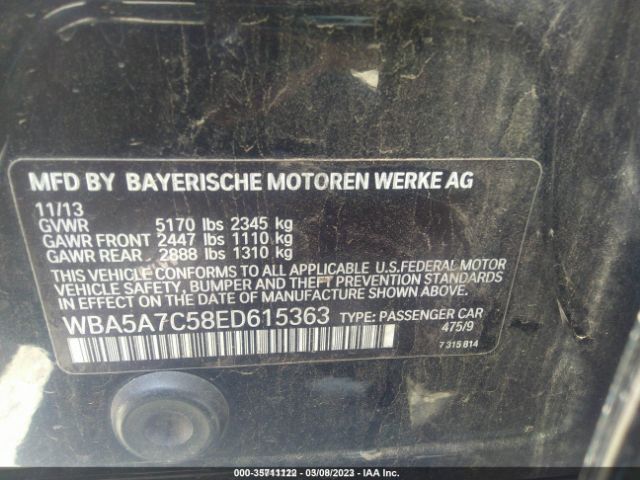 MFD BY BAYERISCHE MOTOREN WERKE AG
11/13
GVWR 5170 lbs 2345 kg
GAWR FRONT 2447 lbs 1110 kg
GAWR REAR 2888 lbs 1310 kg
THIS VEHICLE CONFORMS TO ALL APPLICABLE U.S.FEDERAL MOTOR
VEHICLE SAFETY, BUMPER AND THEFT PREVENTION STANDARDS
IN EFFECT ON THE DATE OF MANUFACTURE SHOWN ABOVE.
WBA5A7C58ED615363 TYPE: PASSENGER CAR
475/9
7 315 814
000-35711122 - 03/08/2023 - IAA Inc.